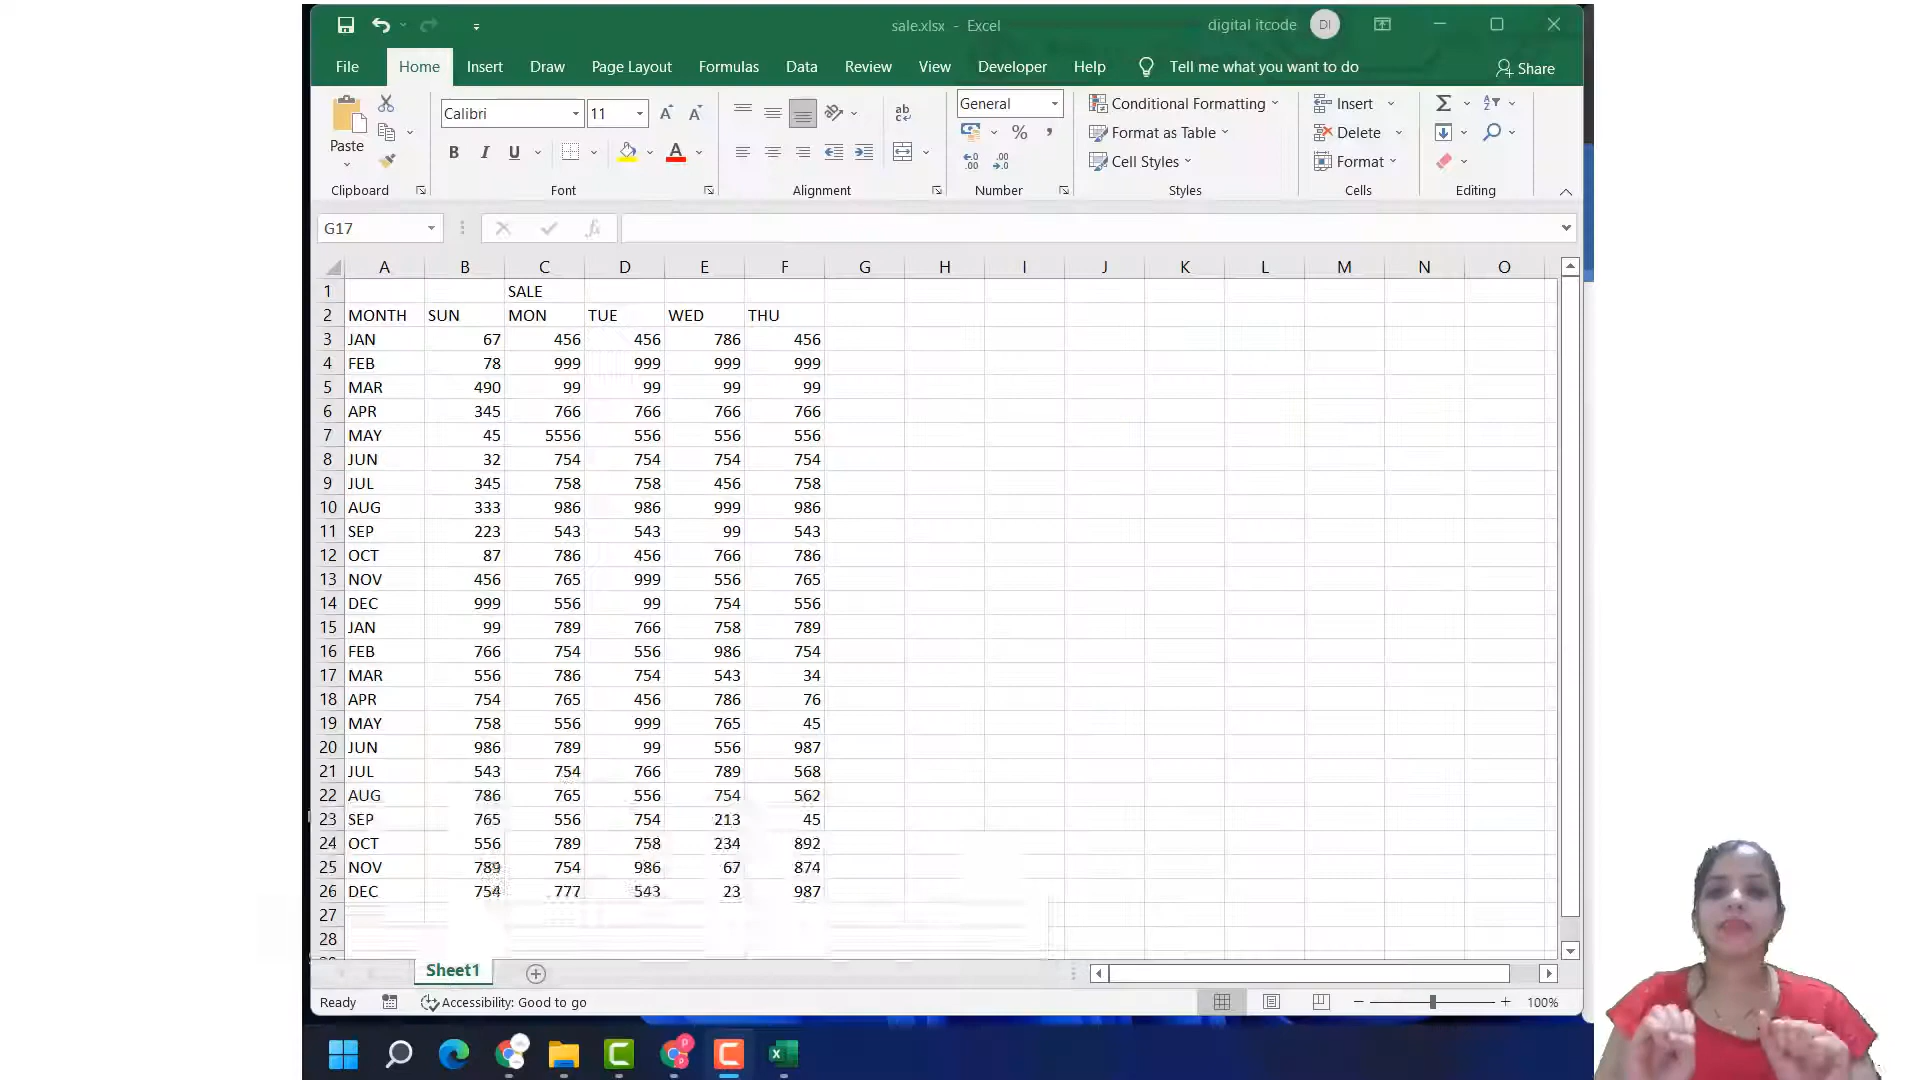 sale.xlsx - Excel
digital itcode DI
File Home Insert Draw Page Layout Formulas Data Review View Developer Help Tell me what you want to do Share
Calibri 11 General Conditional Formatting Insert
Format as Table Delete
Paste Cell Styles Format
Clipboard Font Alignment Number Styles Cells Editing
G17
A B C D E F G H I J K L M N O
1 SALE
2 MONTH SUN MON TUE WED THU
3 JAN 67 456 456 786 456
4 FEB 78 999 999 999 999
5 MAR 490 99 99 99 99
6 APR 345 766 766 766 766
7 MAY 45 5556 556 556 556
8 JUN 32 754 754 754 754
9 JUL 345 758 758 456 758
10 AUG 333 986 986 999 986
11 SEP 223 543 543 99 543
12 OCT 87 786 456 766 786
13 NOV 456 765 999 556 765
14 DEC 999 556 99 754 556
15 JAN 99 789 766 758 789
16 FEB 766 754 556 986 754
17 MAR 556 786 754 543 34
18 APR 754 765 456 786 76
19 MAY 758 556 999 765 45
20 JUN 986 789 99 556 987
21 JUL 543 754 766 789 568
22 AUG 786 765 556 754 562
23 SEP 765 556 754 213 45
24 OCT 556 789 758 234 892
25 NOV 789 754 986 67 874
26 DEC 754 777 543 23 987
27
28
Sheet1
Ready Accessibility: Good to go 100%